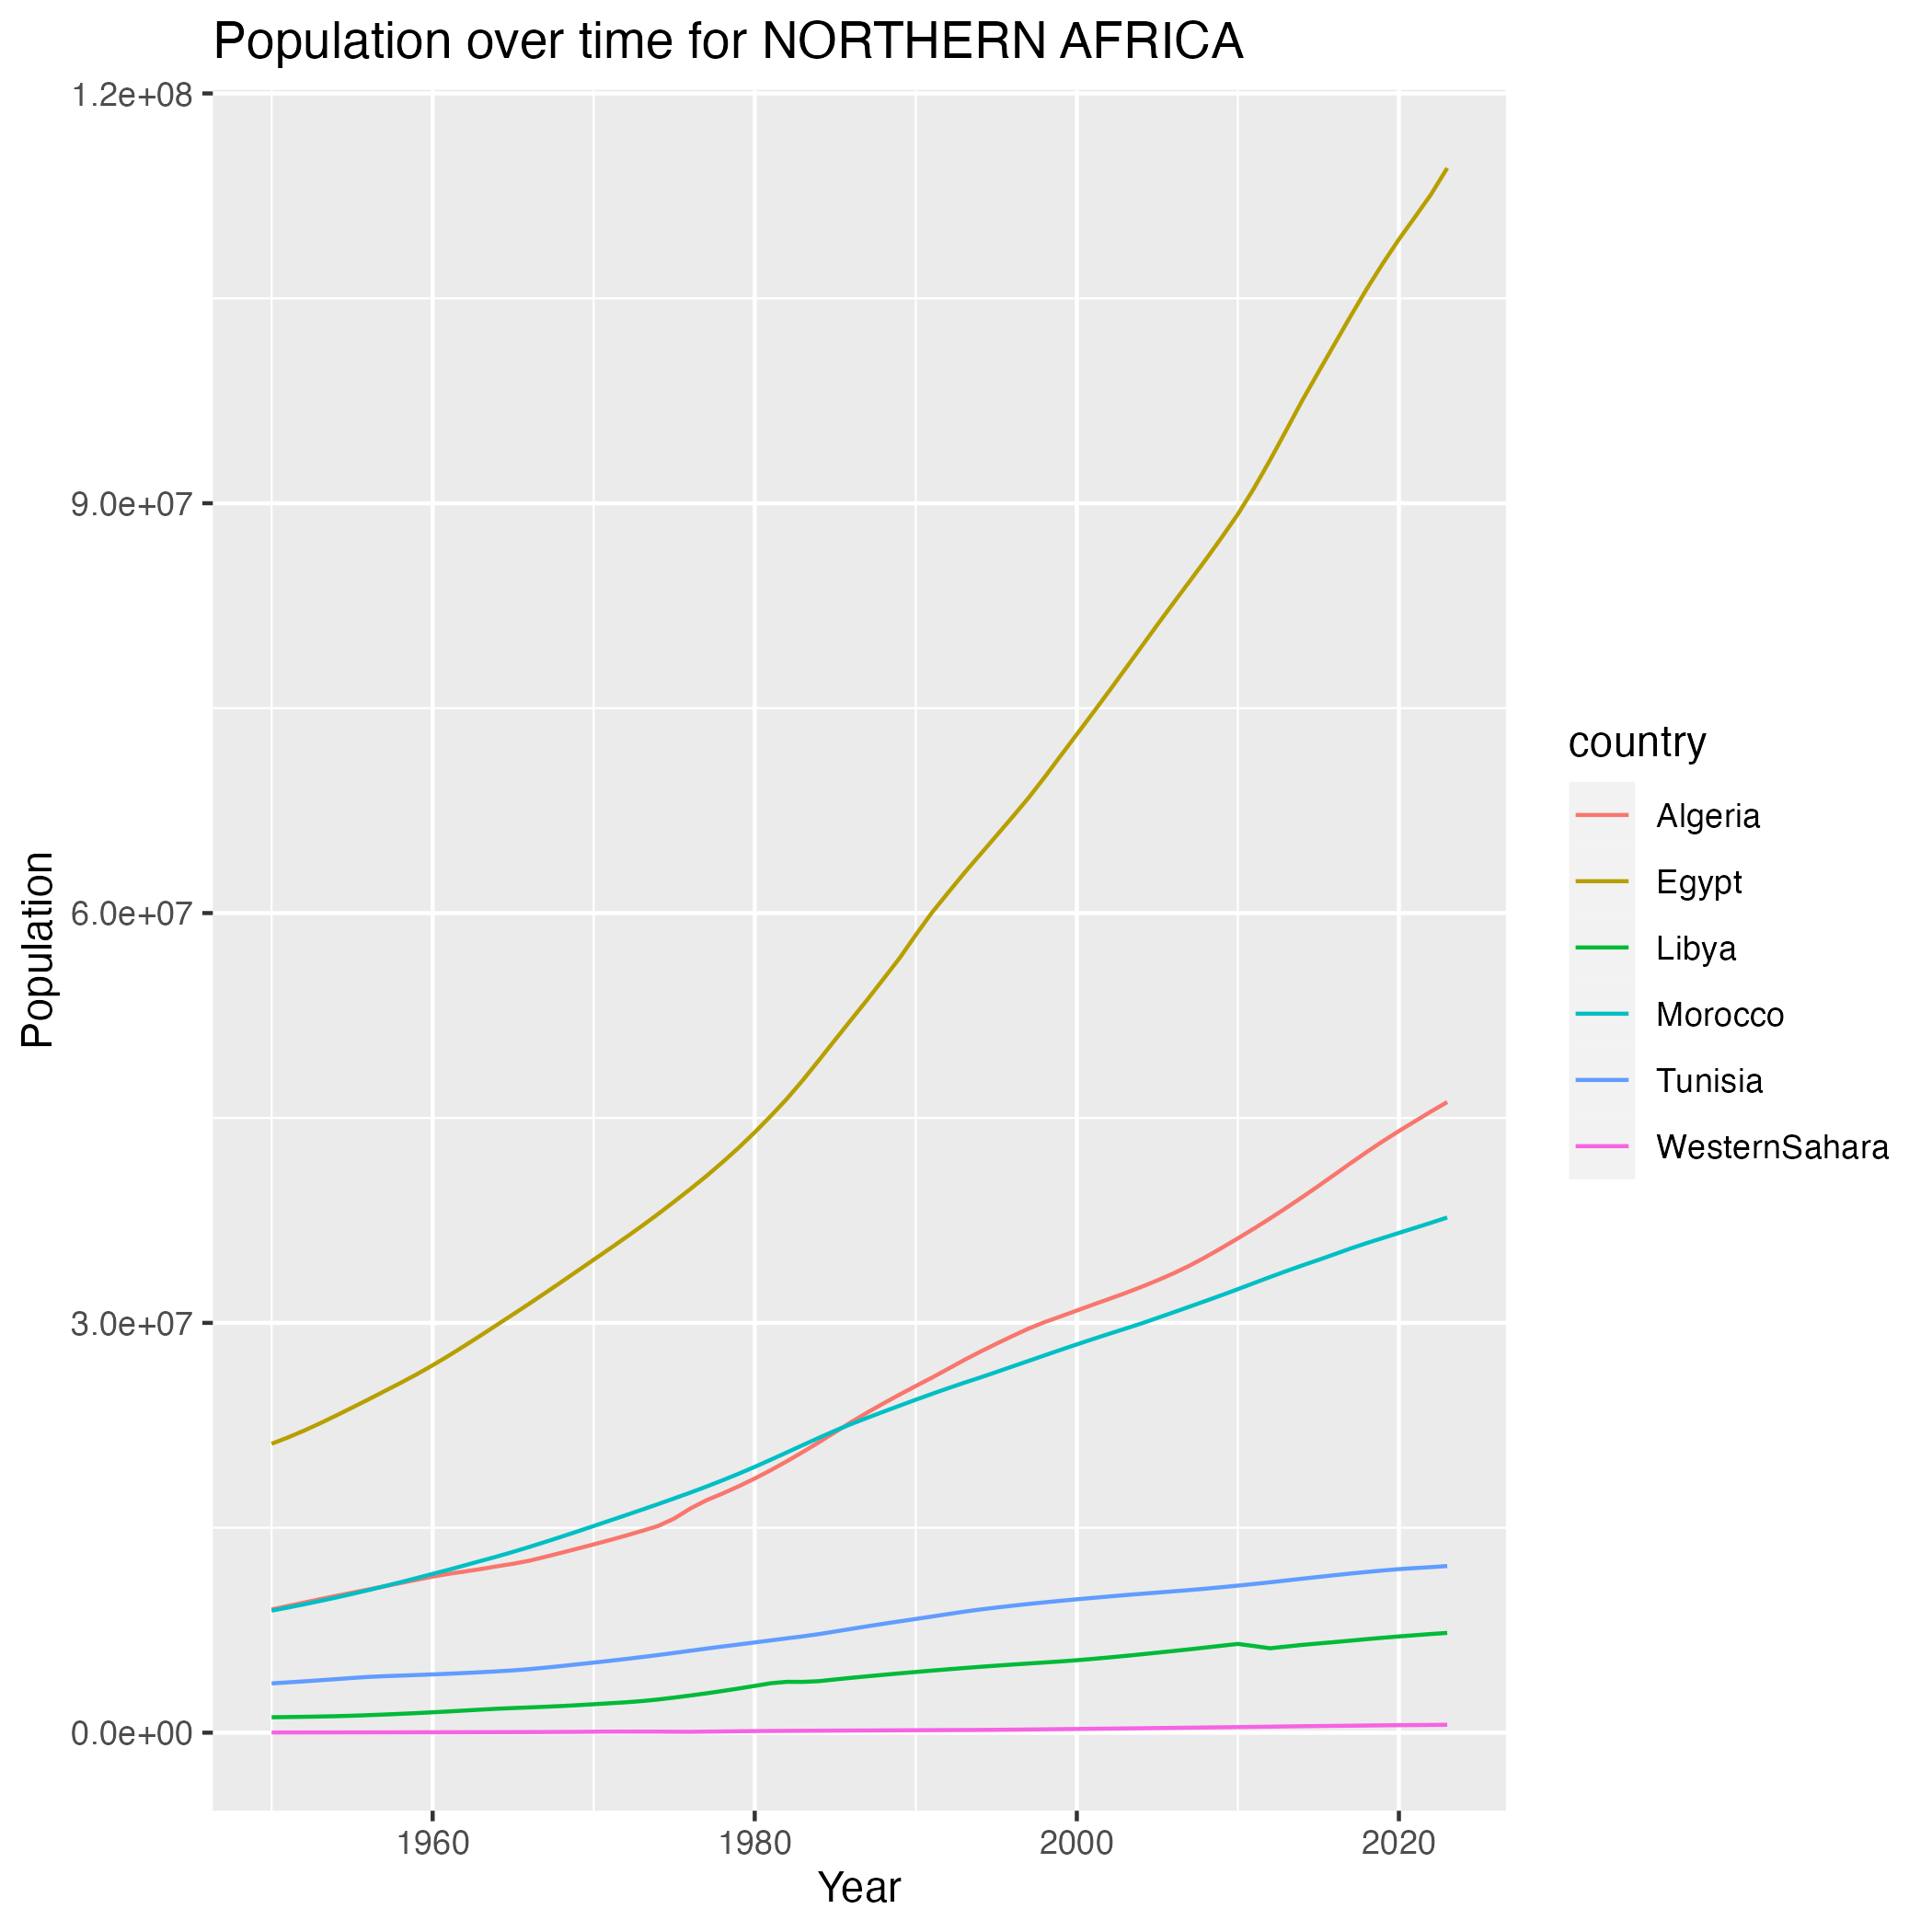 Population over time for NORTHERN AFRICA
1.2e+08
9.0e+07
6.0e+07
3.0e+07
0.0e+00
Population
1960 1980 2000 2020
Year
country
Algeria
Egypt
Libya
Morocco
Tunisia
WesternSahara